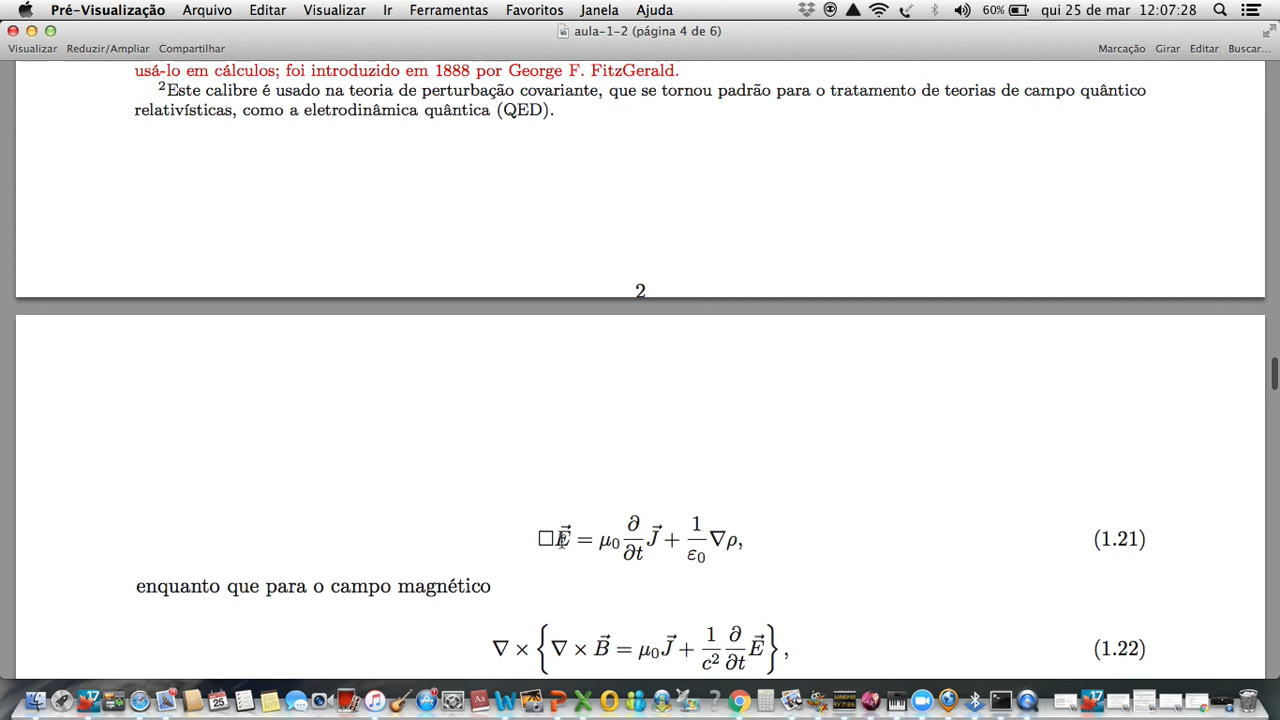 Pré-Visualização Arquivo Editar Visualizar Ir Ferramentas Favoritos Janela Ajuda 60% qui 25 de mar 12:07:28
aula-1-2 (página 4 de 6)
Visualizar Reduzir/Ampliar Compartilhar Marcação Girar Editar Buscar...
usá-lo em cálculos; foi introduzido em 1888 por George F. FitzGerald.
²Este calibre é usado na teoria de perturbação covariante, que se tornou padrão para o tratamento de teorias de campo quântico
relativísticas, como a eletrodinâmica quântica (QED).
2
□E⃗ = μ₀ ∂/∂t J⃗ + 1/ε₀ ∇ρ, (1.21)
enquanto que para o campo magnético
∇ × {∇ × B⃗ = μ₀J⃗ + 1/c² ∂/∂t E⃗}, (1.22)